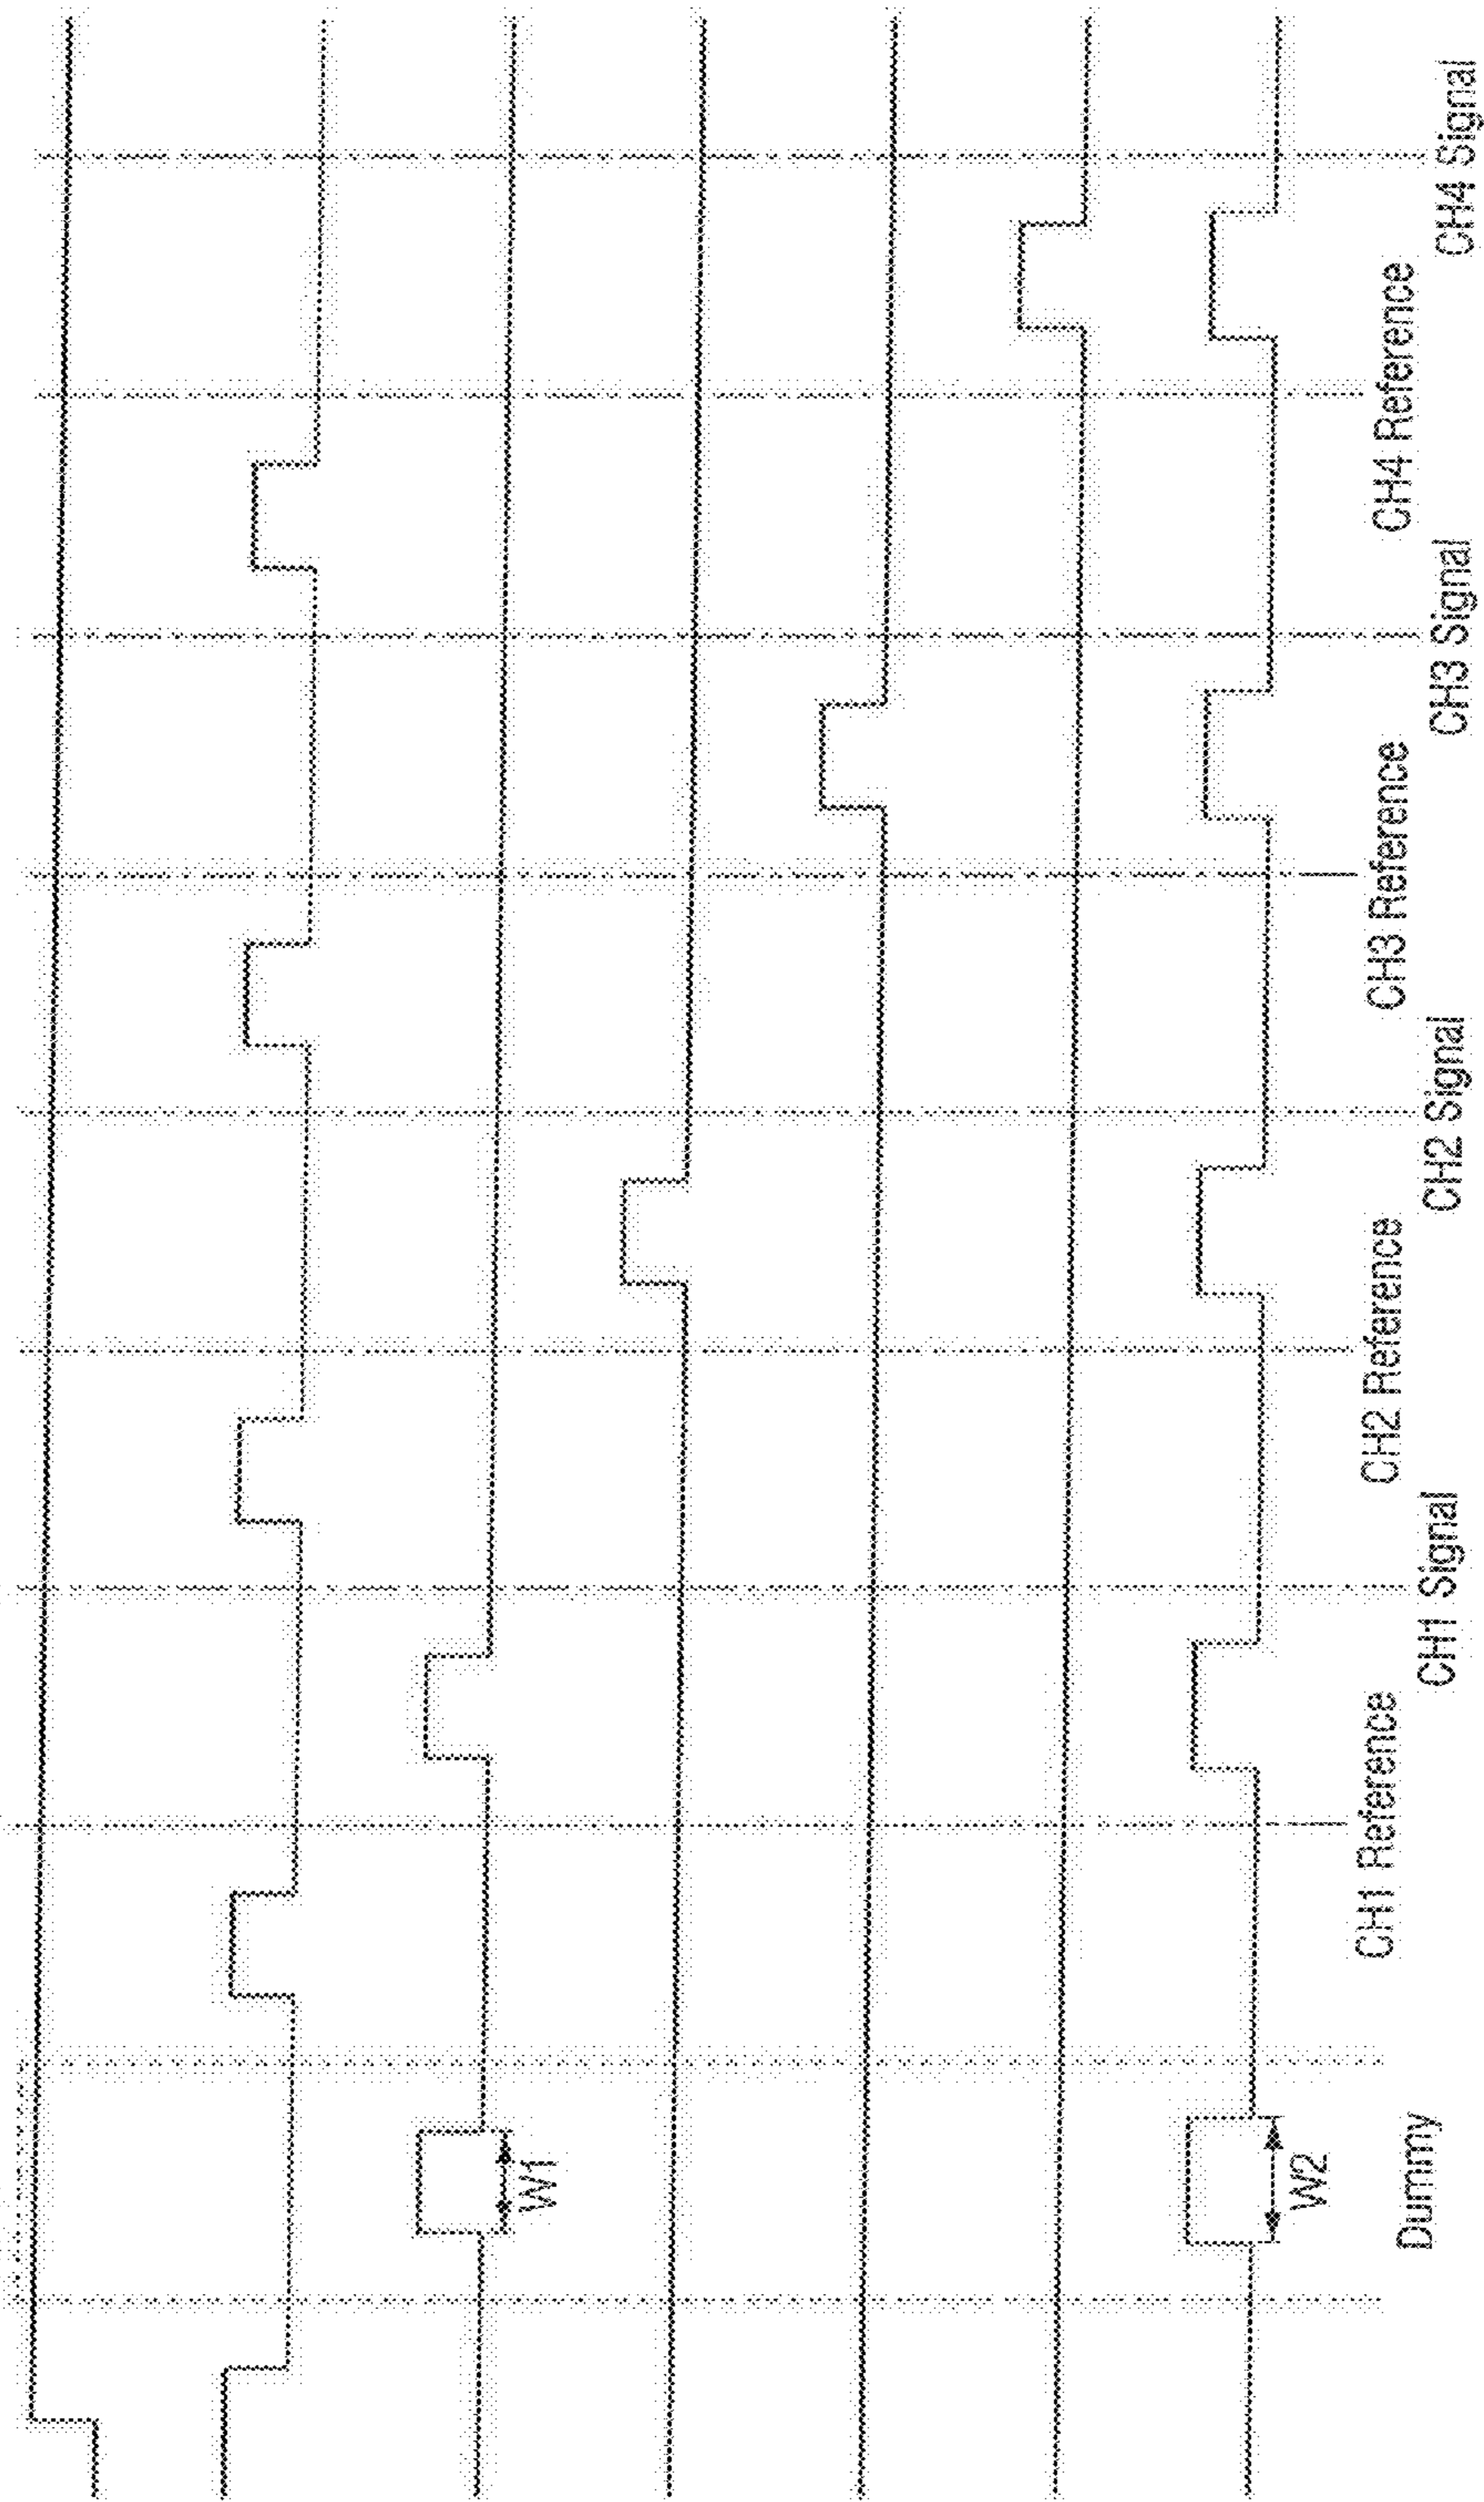 W1
W2
Dummy
CH1 Reference
CH1 Signal
CH2 Reference
CH2 Signal
CH3 Reference
CH3 Signal
CH4 Reference
CH4 Signal